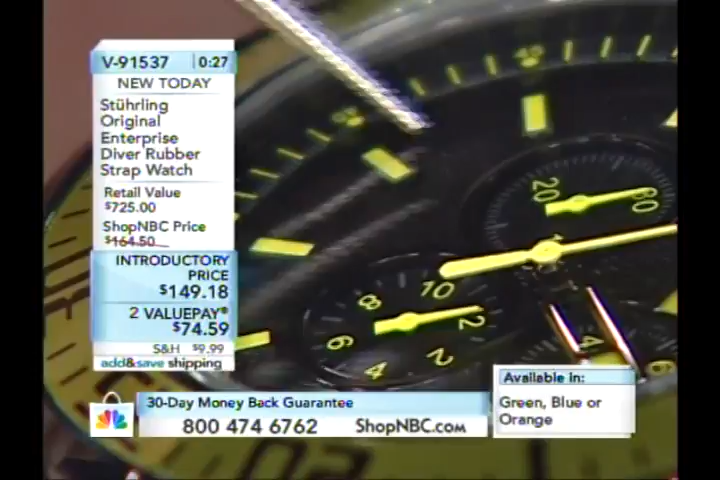 V-91537 0:27
NEW TODAY
Stührling
Original
Enterprise
Diver Rubber
Strap Watch
Retail Value
$725.00
ShopNBC Price
$164.50
INTRODUCTORY
PRICE
$149.18
2 VALUEPAY®
$74.59
S&H $9.99
add&save shipping
30-Day Money Back Guarantee
800 474 6762 ShopNBC.com
Available in:
Green, Blue or
Orange
20
60
10
8
2
6
4
2